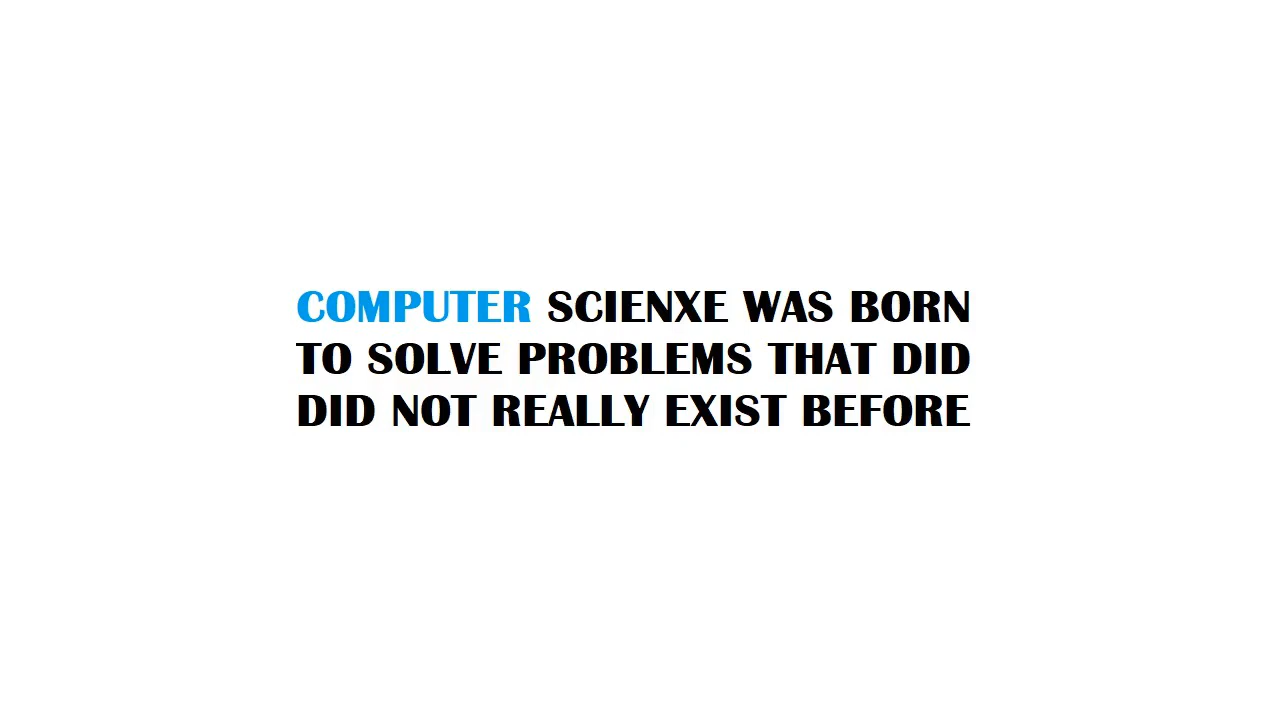 COMPUTER SCIENXE WAS BORN
TO SOLVE PROBLEMS THAT DID
DID NOT REALLY EXIST BEFORE